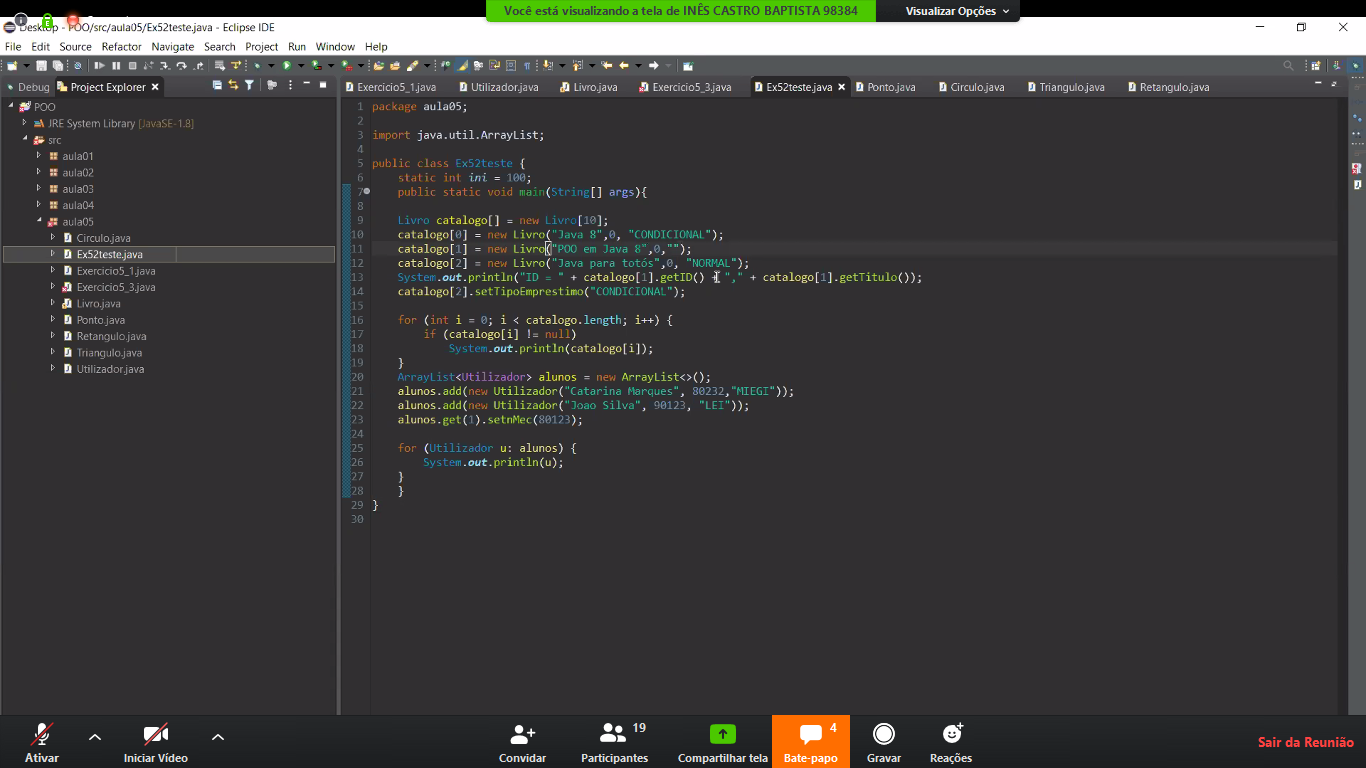 Você está visualizando a tela de INÊS CASTRO BAPTISTA 98384
Visualizar Opções
Desktop - POO/src/aula05/Ex52teste.java - Eclipse IDE
File Edit Source Refactor Navigate Search Project Run Window Help
Debug Project Explorer
Exercicio5_1.java Utilizador.java Livro.java Exercicio5_3.java Ex52teste.java Ponto.java Circulo.java Triangulo.java Retangulo.java
POO
JRE System Library [JavaSE-1.8]
src
aula01
aula02
aula03
aula04
aula05
Circulo.java
Ex52teste.java
Exercicio5_1.java
Exercicio5_3.java
Livro.java
Ponto.java
Retangulo.java
Triangulo.java
Utilizador.java
1 package aula05;
2
3 import java.util.ArrayList;
4
5 public class Ex52teste {
6 static int ini = 100;
7 public static void main(String[] args){
8
9 Livro catalogo[] = new Livro[10];
10 catalogo[0] = new Livro("Java 8",0, "CONDICIONAL");
11 catalogo[1] = new Livro("POO em Java 8",0,"");
12 catalogo[2] = new Livro("Java para totós",0, "NORMAL");
13 System.out.println("ID = " + catalogo[1].getID() + "," + catalogo[1].getTitulo());
14 catalogo[2].setTipoEmprestimo("CONDICIONAL");
15
16 for (int i = 0; i < catalogo.length; i++) {
17 if (catalogo[i] != null)
18 System.out.println(catalogo[i]);
19 }
20 ArrayList<Utilizador> alunos = new ArrayList<>();
21 alunos.add(new Utilizador("Catarina Marques", 80232,"MIEGI"));
22 alunos.add(new Utilizador("Joao Silva", 90123, "LEI"));
23 alunos.get(1).setnMec(80123);
24
25 for (Utilizador u: alunos) {
26 System.out.println(u);
27 }
28 }
29 }
30
19 4
Ativar Iniciar Vídeo Convidar Participantes Compartilhar tela Bate-papo Gravar Reações
Sair da Reunião